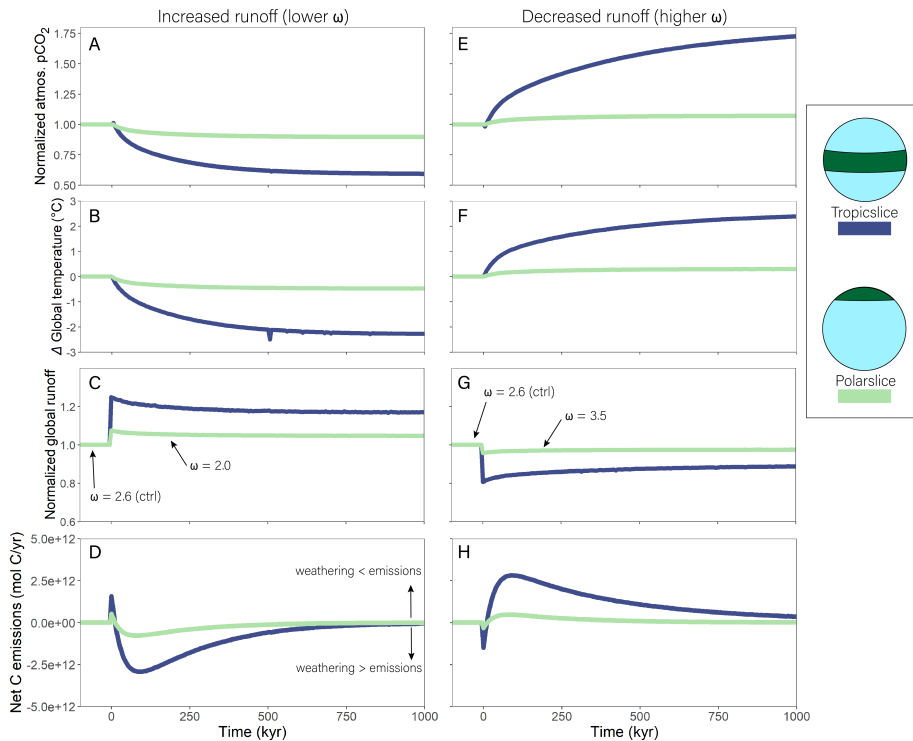 Increased runoff (lower ω)
Decreased runoff (higher ω)
A
Normalized atmos. pCO₂
1.75
1.50
1.25
1.00
0.75
0.50
E
B
Δ Global temperature (°C)
3
2
1
0
-1
-2
-3
F
C
Normalized global runoff
1.2
1.0
0.8
0.6
ω = 2.0
ω = 2.6 (ctrl)
G
ω = 2.6 (ctrl)
ω = 3.5
D
Net C emissions (mol C/yr)
5.0e+12
2.5e+12
0.0e+00
-2.5e+12
-5.0e+12
weathering < emissions
weathering > emissions
0
250
500
750
1000
Time (kyr)
H
0
250
500
750
1000
Time (kyr)
Tropicslice
Polarslice